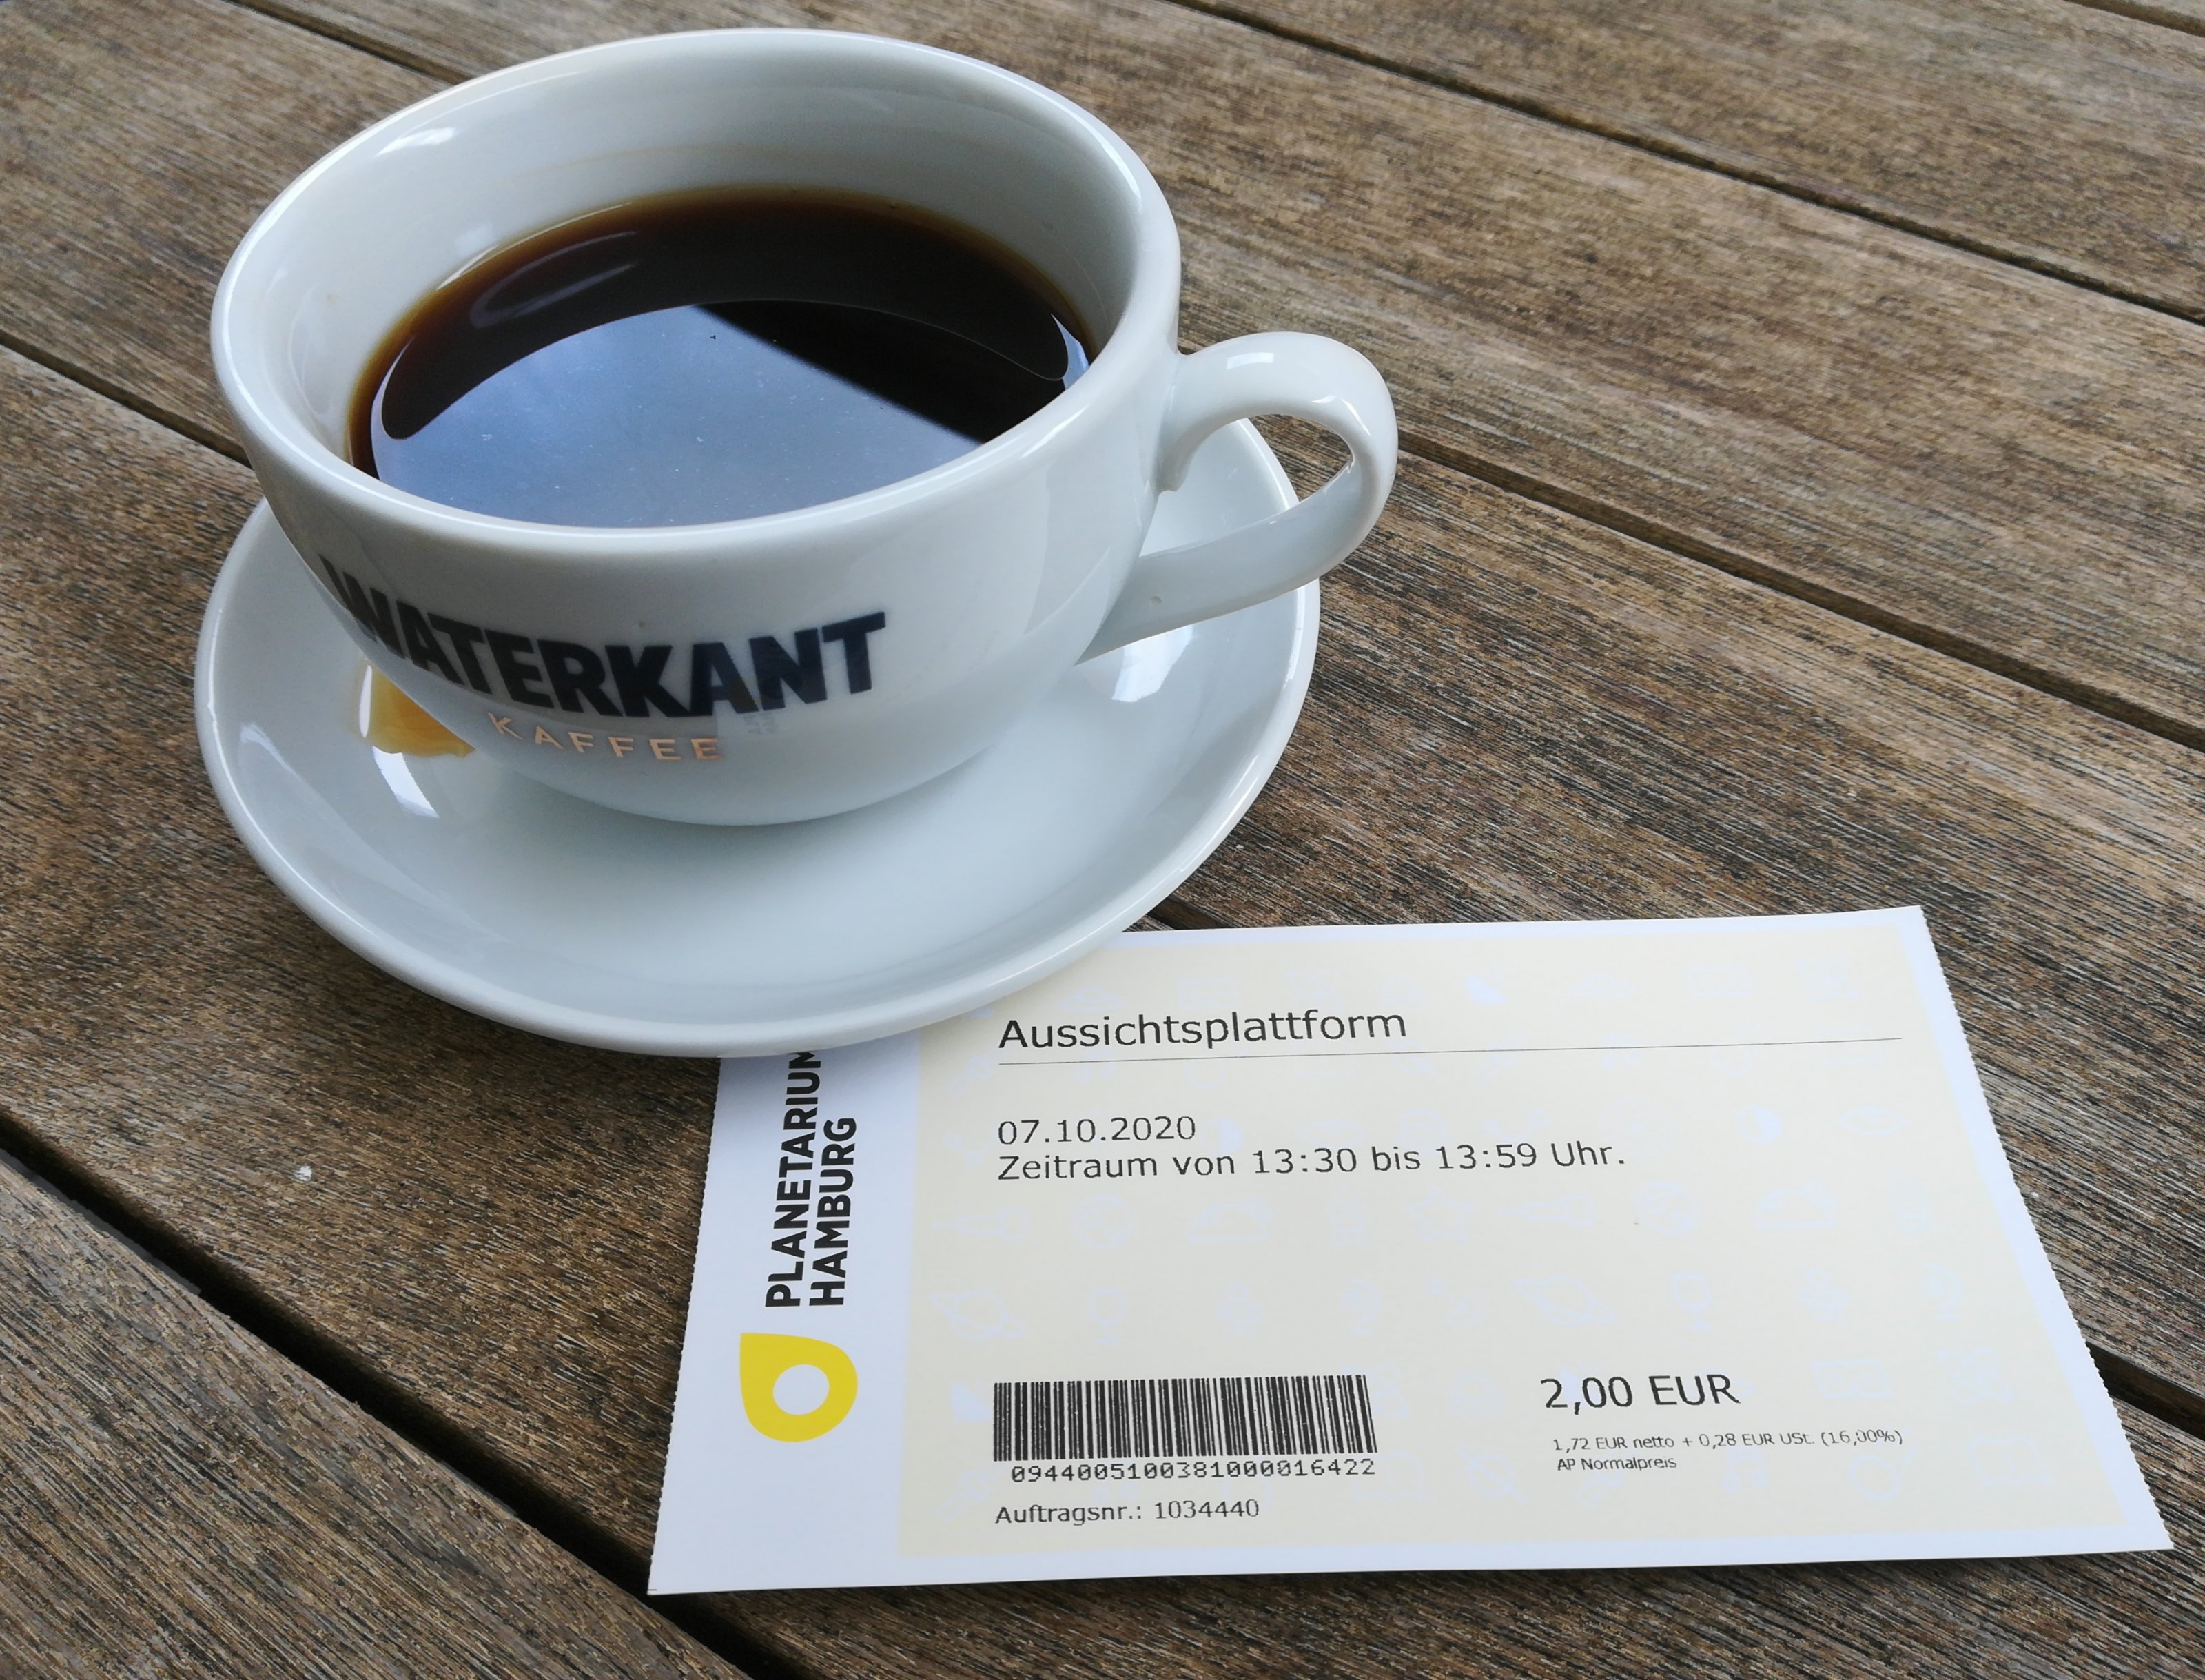 WATERKANT
KAFFEE
PLANETARIUM
HAMBURG
Aussichtsplattform
07.10.2020
Zeitraum von 13:30 bis 13:59 Uhr.
0944005100381000016422
Auftragsnr.: 1034440
2,00 EUR
1,72 EUR netto + 0,28 EUR USt. (16,00%)
AP Normalpreis